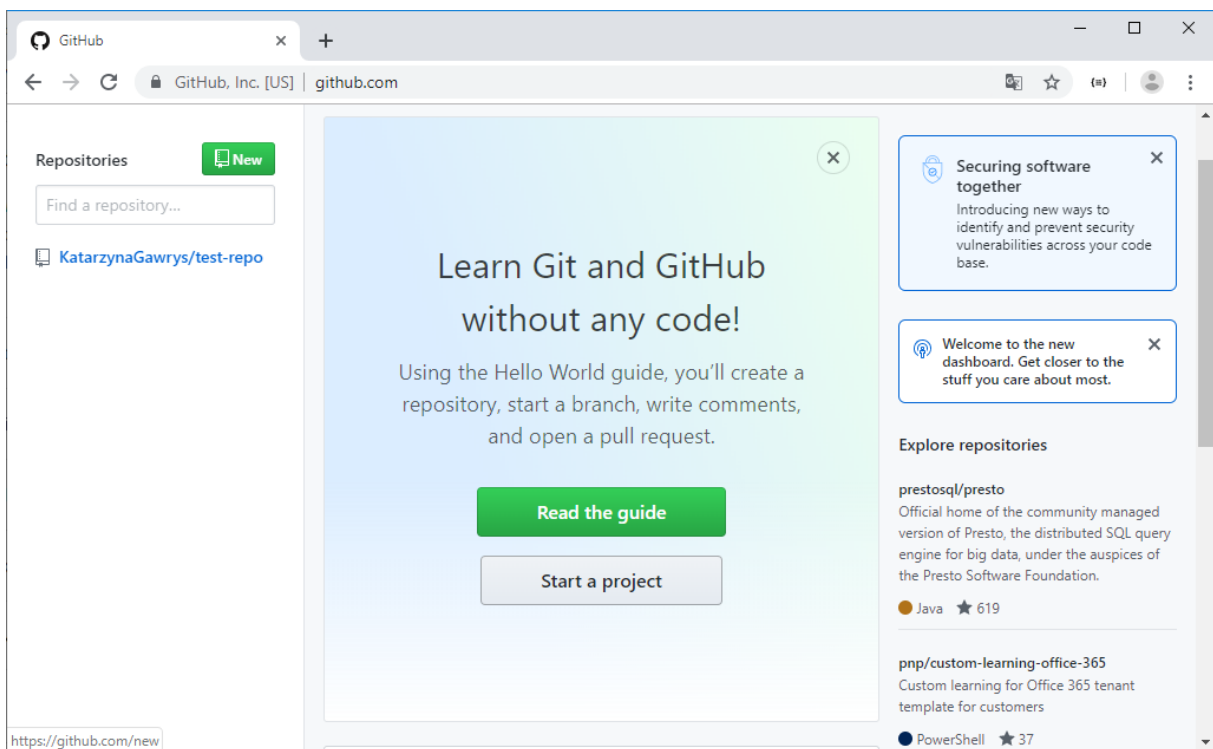 GitHub
GitHub, Inc. [US] | github.com
Repositories
New
Find a repository...
KatarzynaGawrys/test-repo
Learn Git and GitHub
without any code!
Using the Hello World guide, you'll create a
repository, start a branch, write comments,
and open a pull request.
Read the guide
Start a project
Securing software
together
Introducing new ways to
identify and prevent security
vulnerabilities across your code
base.
Welcome to the new
dashboard. Get closer to the
stuff you care about most.
Explore repositories
prestosql/presto
Official home of the community managed
version of Presto, the distributed SQL query
engine for big data, under the auspices of
the Presto Software Foundation.
Java 619
pnp/custom-learning-office-365
Custom learning for Office 365 tenant
template for customers
PowerShell 37
https://github.com/new